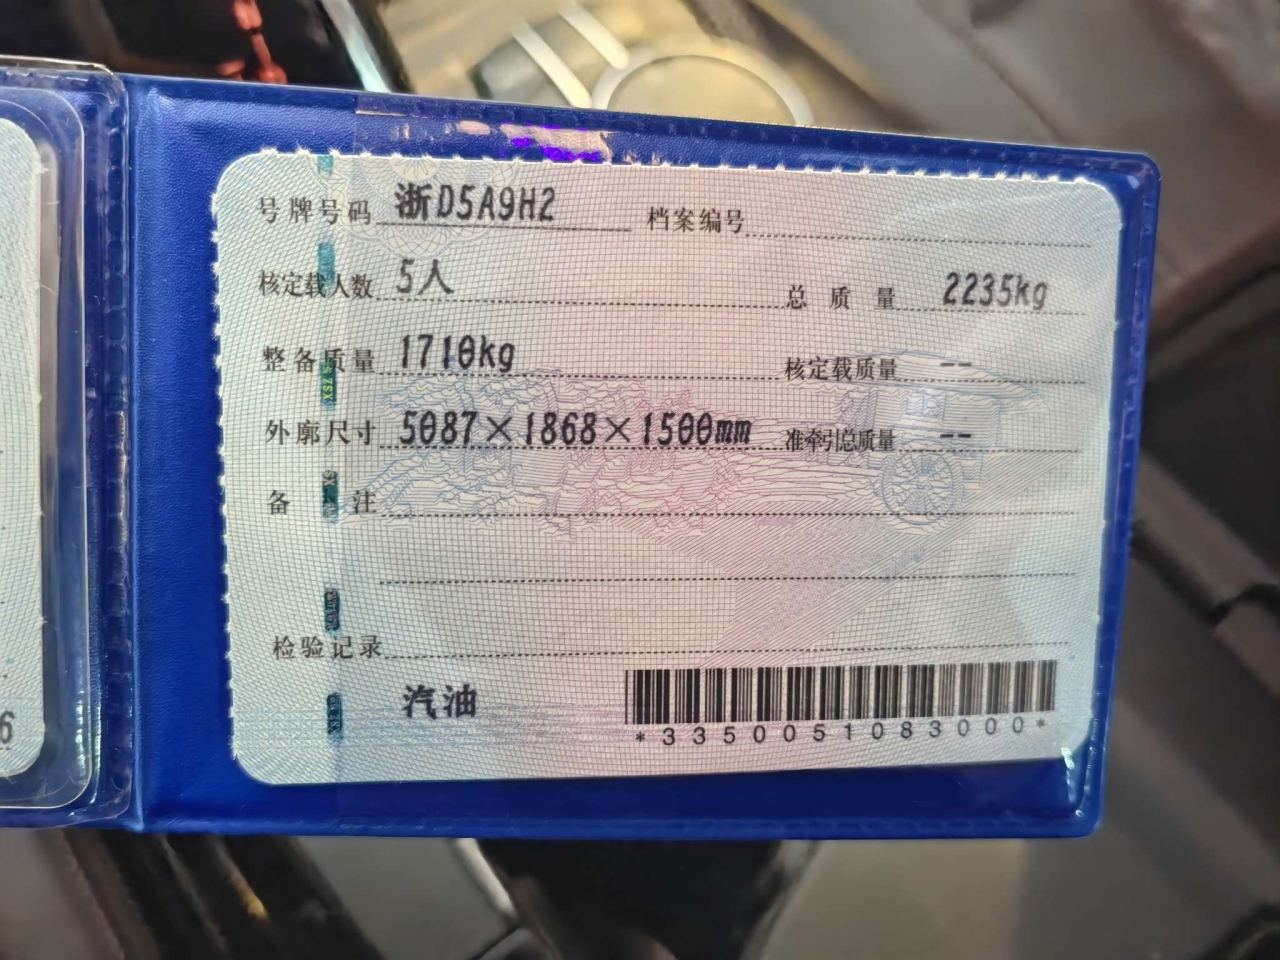 号牌号码 浙D5A9H2 档案编号
核定载人数 5人 总质量 2235kg
整备质量 1710kg 核定载质量 --
外廓尺寸 5087×1868×1500mm 准牵引总质量 --
备注
检验记录
汽油
*3350051083000*
6